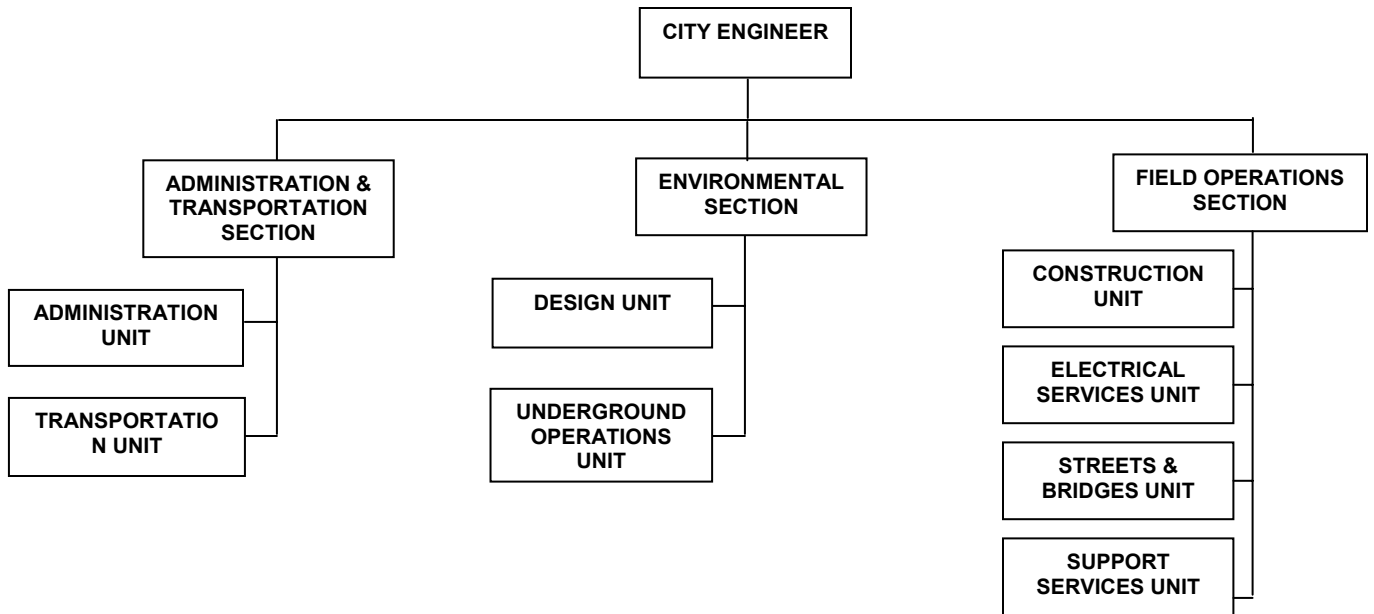 CITY ENGINEER
ADMINISTRATION &
TRANSPORTATION
SECTION
ENVIRONMENTAL
SECTION
FIELD OPERATIONS
SECTION
ADMINISTRATION
UNIT
TRANSPORTATIO
N UNIT
DESIGN UNIT
UNDERGROUND
OPERATIONS
UNIT
CONSTRUCTION
UNIT
ELECTRICAL
SERVICES UNIT
STREETS &
BRIDGES UNIT
SUPPORT
SERVICES UNIT